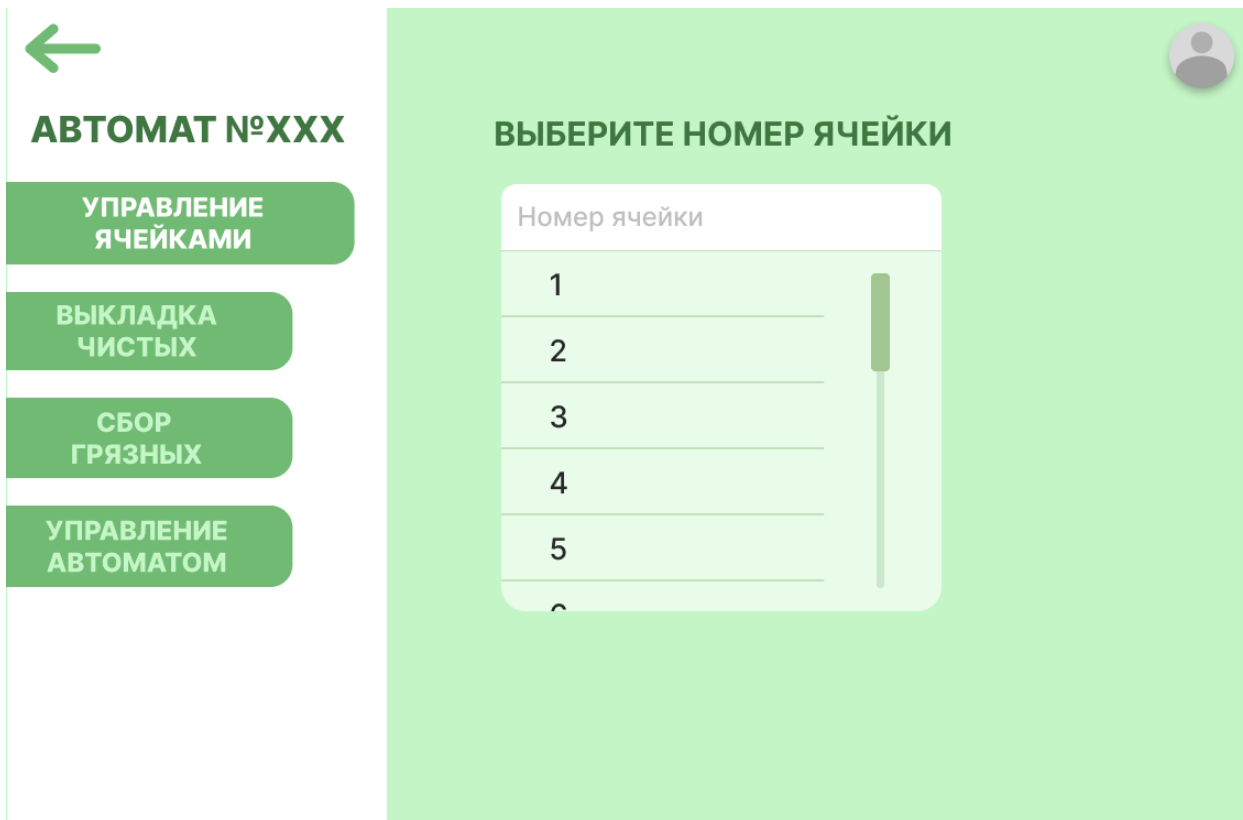 АВТОМАТ №XXX
УПРАВЛЕНИЕ
ЯЧЕЙКАМИ
ВЫКЛАДКА
ЧИСТЫХ
СБОР
ГРЯЗНЫХ
УПРАВЛЕНИЕ
АВТОМАТОМ
ВЫБЕРИТЕ НОМЕР ЯЧЕЙКИ
Номер ячейки
1
2
3
4
5